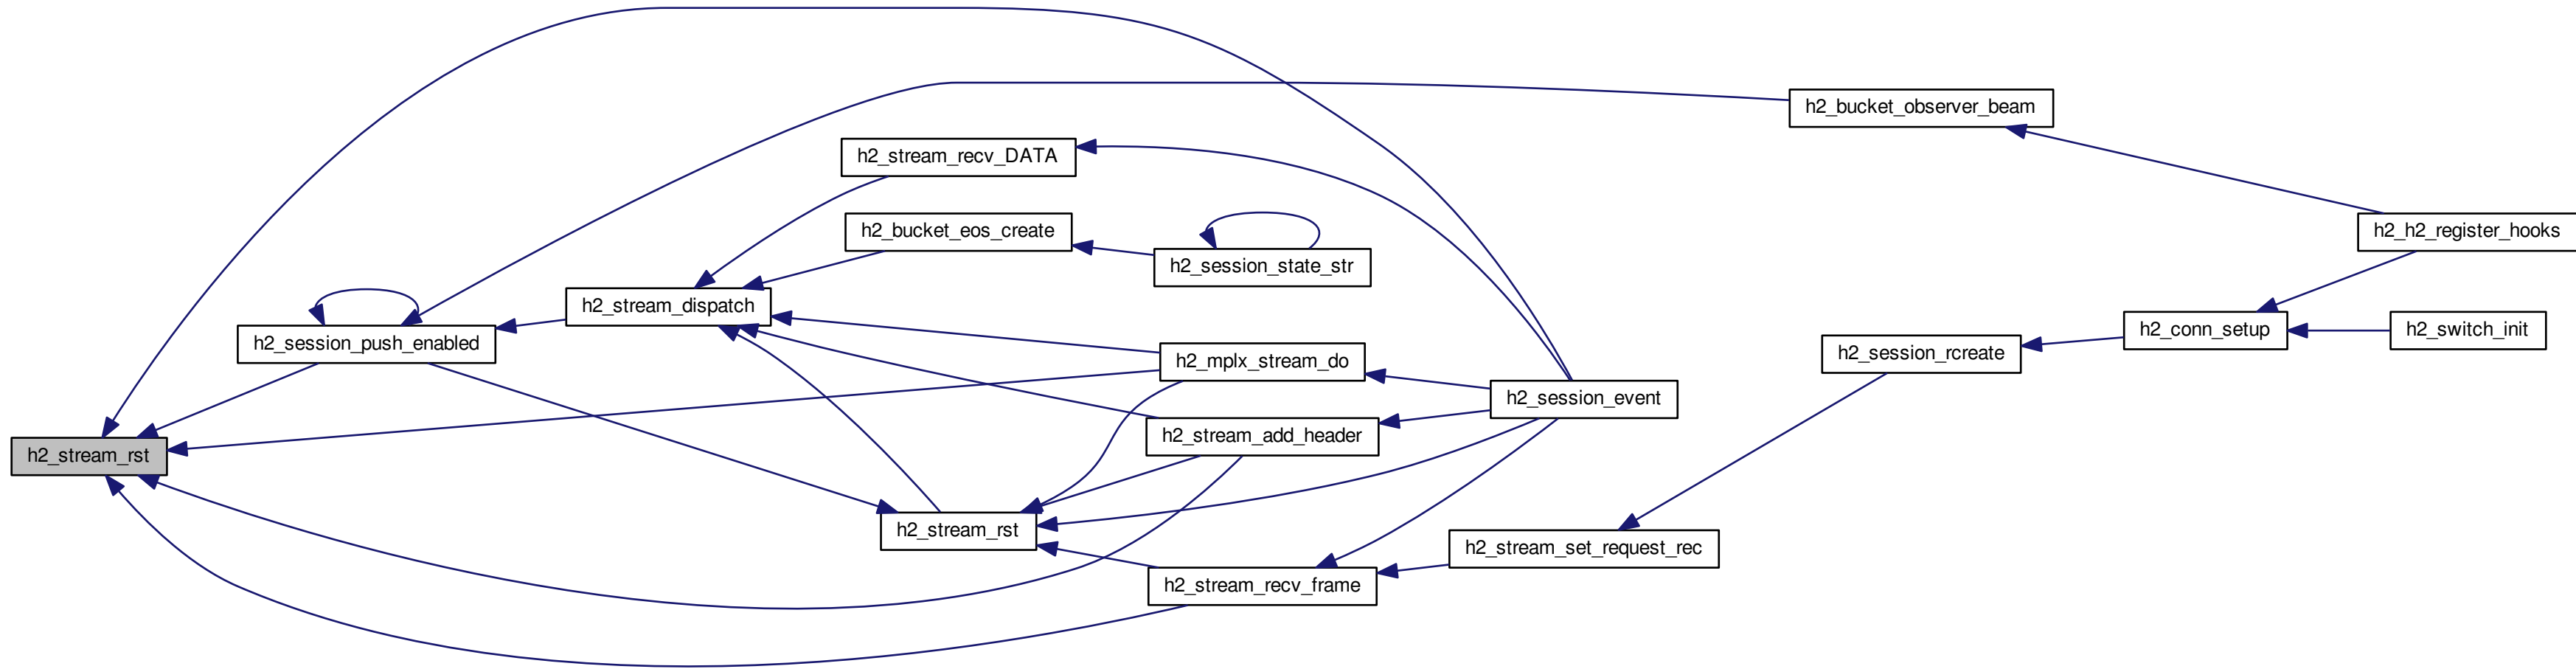 h2_bucket_observer_beam
h2_stream_recv_DATA
h2_bucket_eos_create
h2_h2_register_hooks
h2_session_state_str
h2_stream_dispatch
h2_session_push_enabled
h2_conn_setup
h2_switch_init
h2_session_rcreate
h2_mplx_stream_do
h2_session_event
h2_stream_add_header
h2_stream_rst
h2_stream_rst
h2_stream_set_request_rec
h2_stream_recv_frame